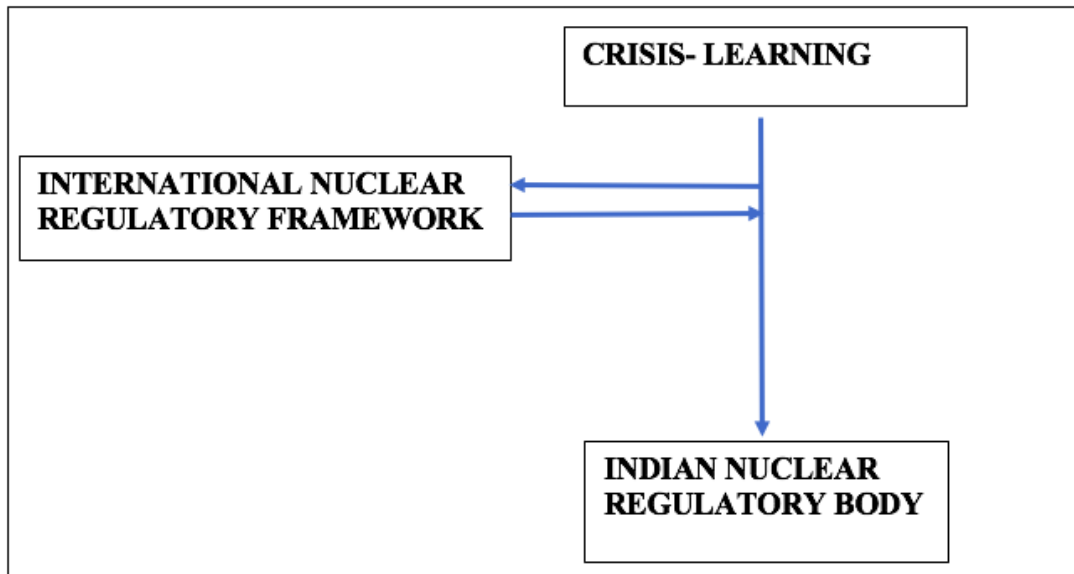 CRISIS- LEARNING
INTERNATIONAL NUCLEAR
REGULATORY FRAMEWORK
INDIAN NUCLEAR
REGULATORY BODY